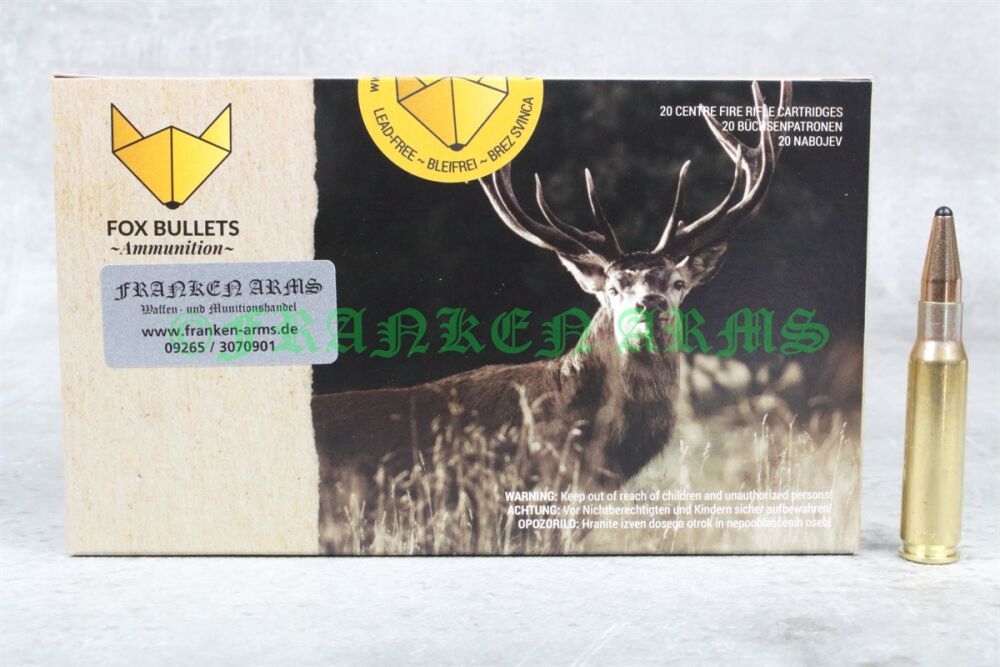 FOX BULLETS
~Ammunition~
FRANKEN ARMS
Waffen- und Munitionshandel
www.franken-arms.de
09265 / 3070901
LEAD-FREE ~ BLEIFREI ~ BREZ SVINCA
20 CENTRE FIRE RIFLE CARTRIDGES
20 BÜCHSENPATRONEN
20 NABOJEV
©FRANKEN ARMS
WARNING: Keep out of reach of children and unauthorized persons!
ACHTUNG: Vor Nichtberechtigten und Kindern sicher aufbewahren!
OPOZORILO: Hranite izven dosega otrok in nepooblaščenih oseb!